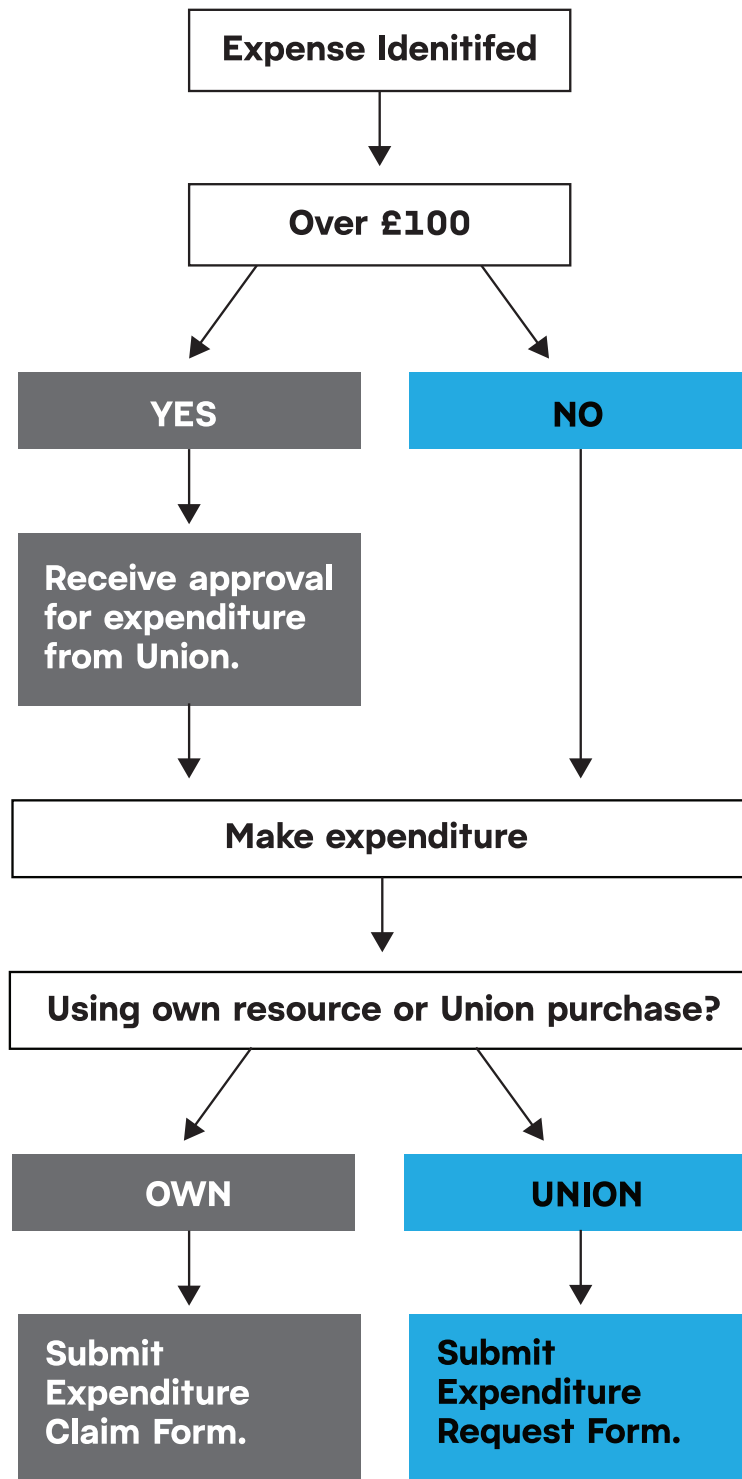 Expense Idenitifed
Over £100
YES
NO
Receive approval
for expenditure
from Union.
Make expenditure
Using own resource or Union purchase?
OWN
UNION
Submit
Expenditure
Claim Form.
Submit
Expenditure
Request Form.